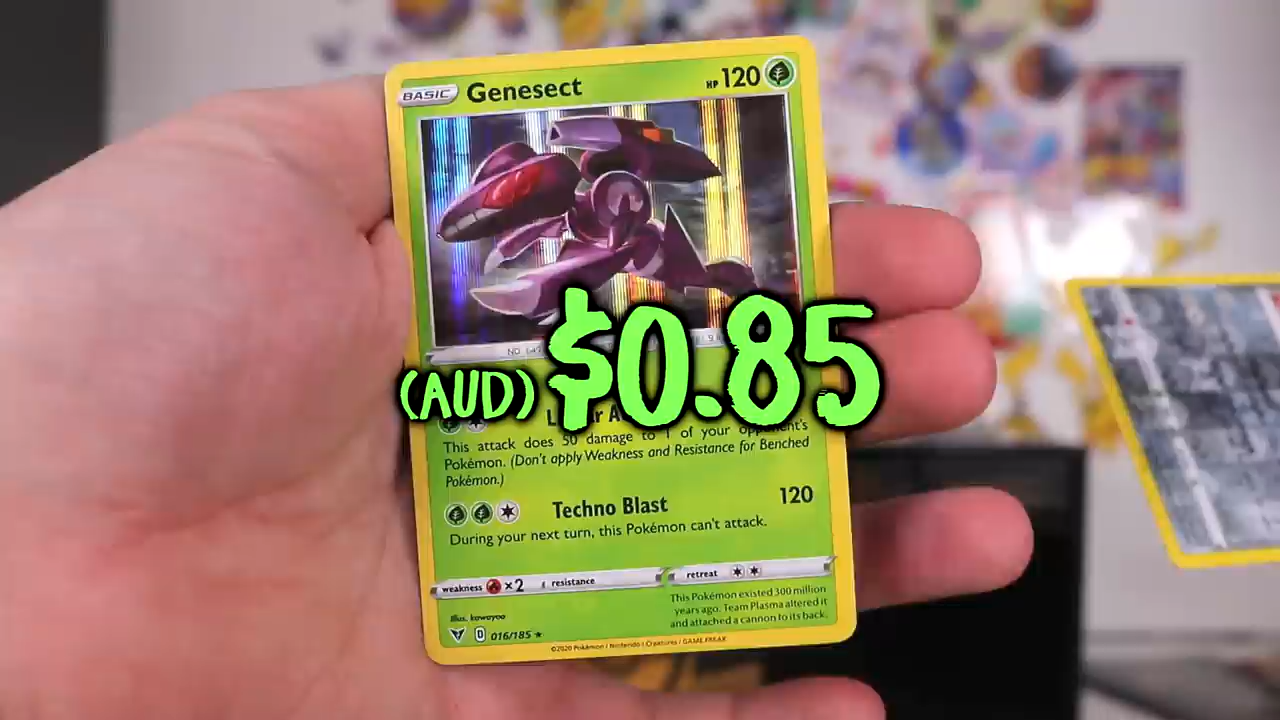 BASIC Genesect HP 120
NO.
(AUD) $0.85
This attack does 50 damage to 1 of your opponent's
Pokémon. (Don't apply Weakness and Resistance for Benched
Pokémon.)
Techno Blast 120
During your next turn, this Pokémon can't attack.
weakness ×2 resistance retreat
This Pokémon existed 300 million
years ago. Team Plasma altered it
and attached a cannon to its back.
Illus. kawayoo
D 016/185 ★
©2020 Pokémon / Nintendo / Creatures / GAME FREAK